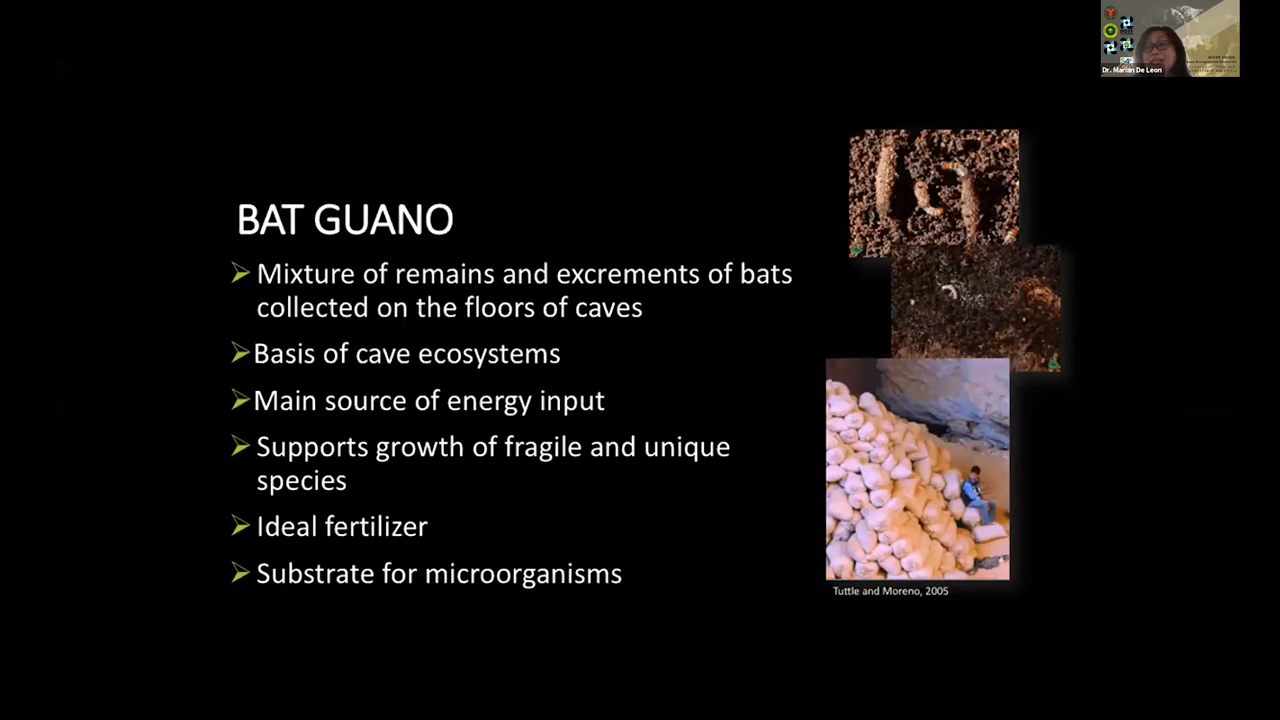 Dr. Marian De Leon
BAT GUANO
Mixture of remains and excrements of bats
collected on the floors of caves
Basis of cave ecosystems
Main source of energy input
Supports growth of fragile and unique
species
Ideal fertilizer
Substrate for microorganisms
Tuttle and Moreno, 2005